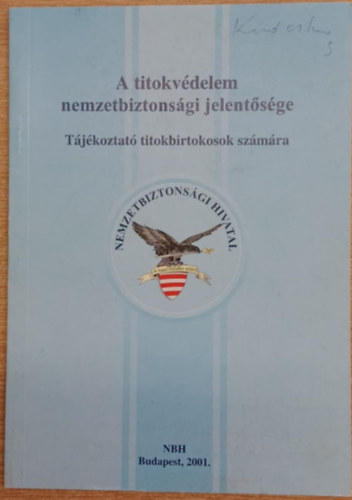 A titokvédelem
nemzetbiztonsági jelentősége
Tájékoztató titokbirtokosok számára
NEMZETBIZTONSÁGI HIVATAL
NBH
Budapest, 2001.